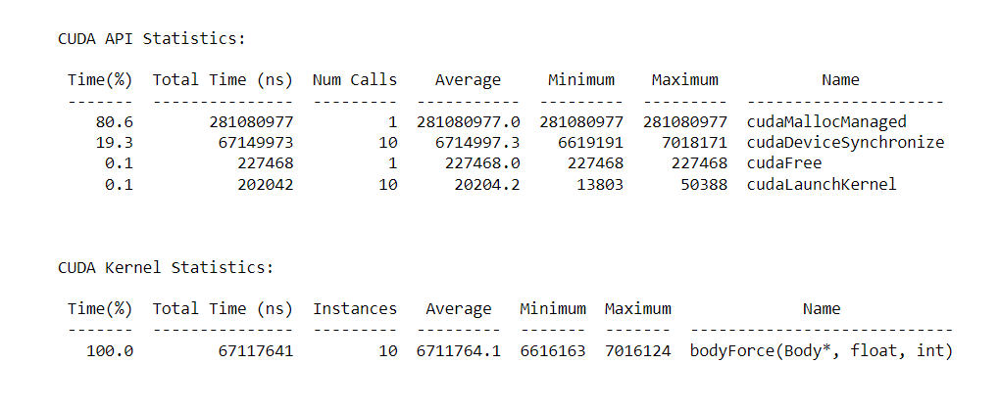 CUDA API Statistics:
Time(%)  Total Time (ns)  Num Calls    Average     Minimum    Maximum           Name
-------  ---------------  ---------  -----------  ---------  ---------  ---------------------
   80.6        281080977          1  281080977.0  281080977  281080977  cudaMallocManaged
   19.3         67149973         10    6714997.3    6619191    7018171  cudaDeviceSynchronize
    0.1           227468          1     227468.0     227468     227468  cudaFree
    0.1           202042         10      20204.2      13803      50388  cudaLaunchKernel
CUDA Kernel Statistics:
Time(%)  Total Time (ns)  Instances   Average   Minimum  Maximum              Name
-------  ---------------  ---------  ---------  -------  -------  ----------------------------
  100.0         67117641         10  6711764.1  6616163  7016124  bodyForce(Body*, float, int)